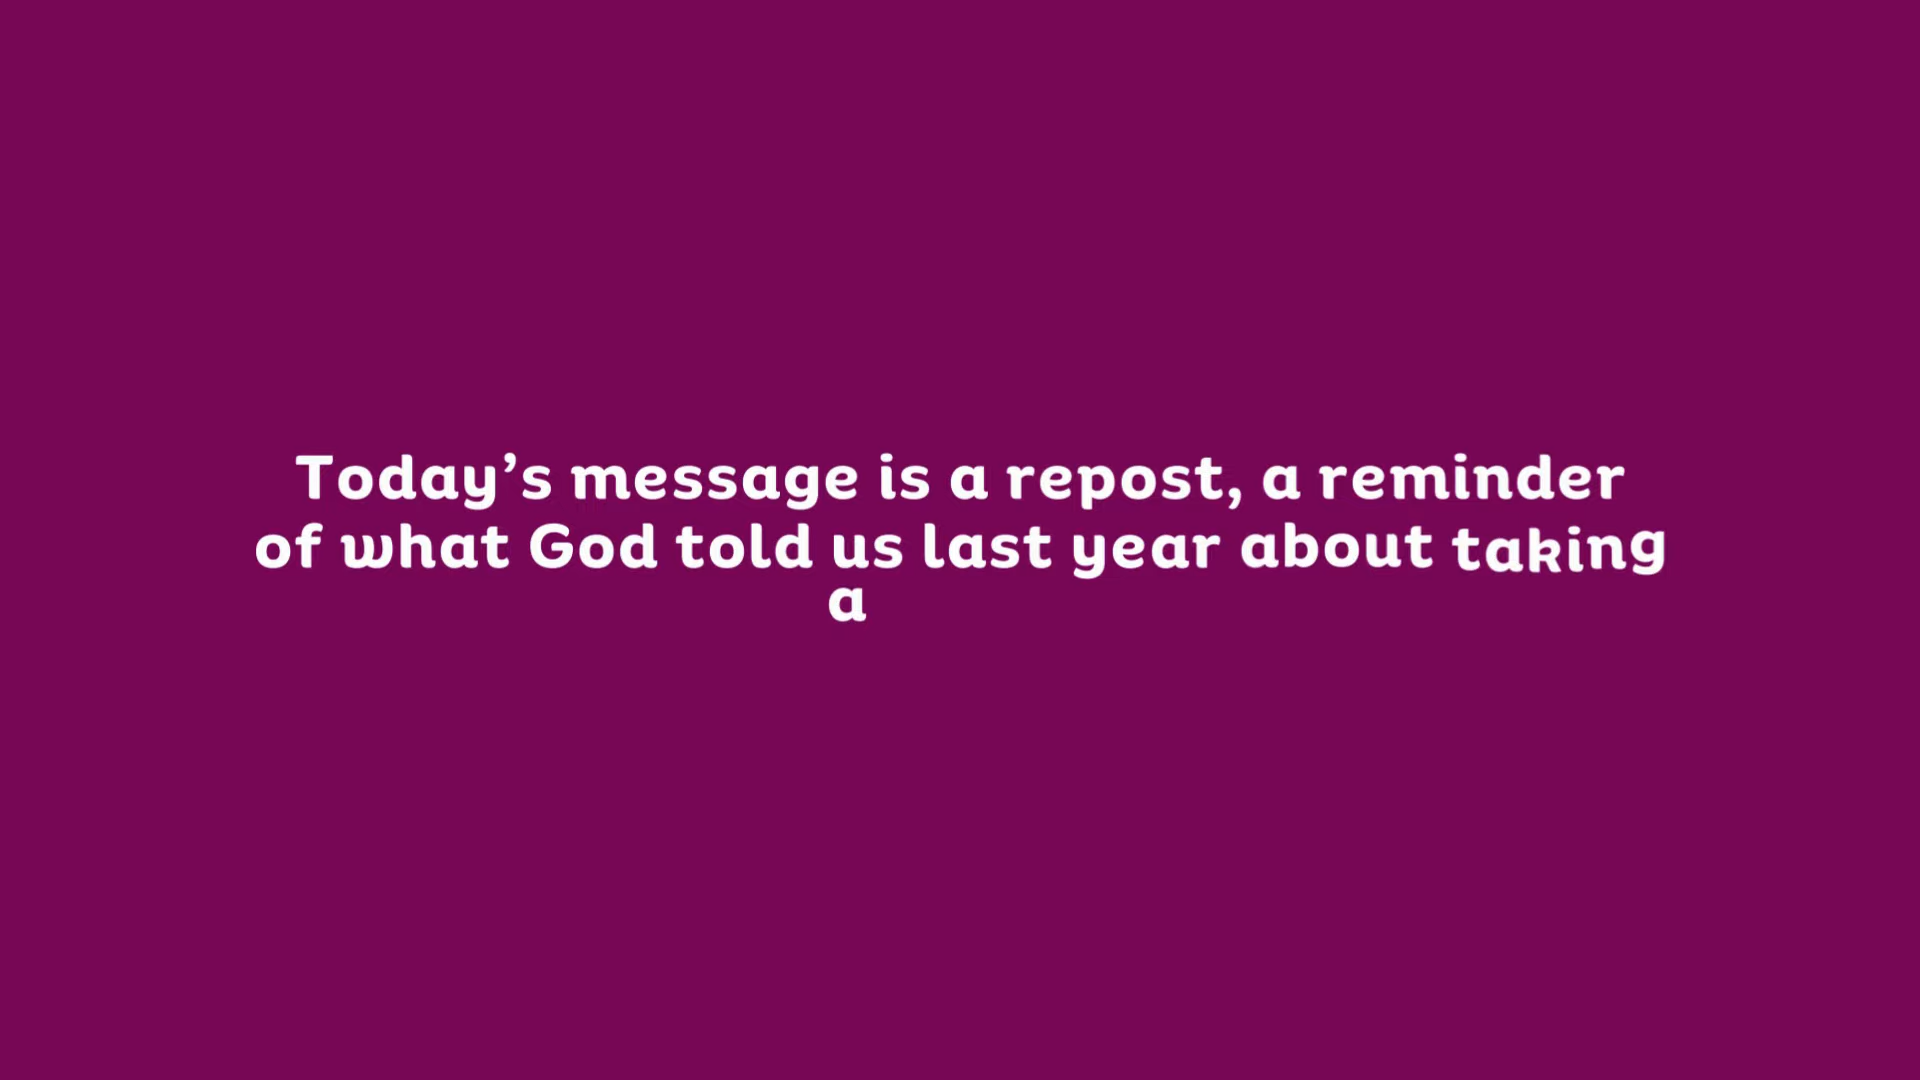 Today’s message is a repost, a reminder
of what God told us last year about taking
a